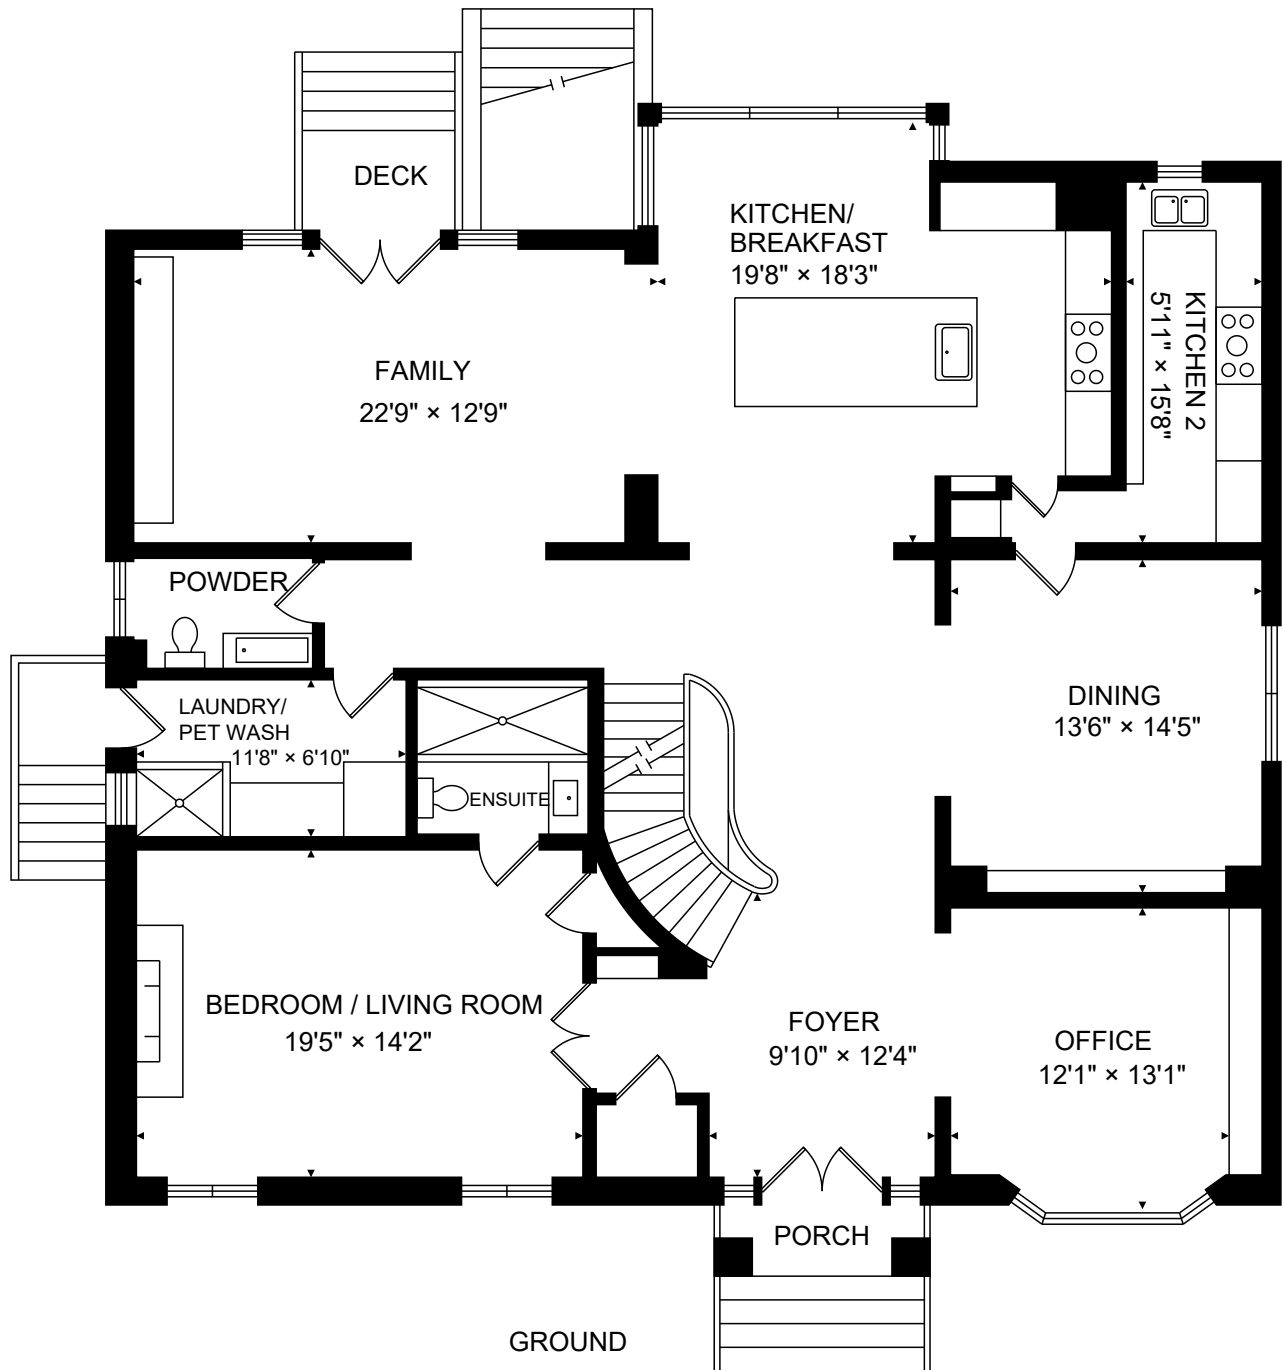 DECK
KITCHEN/
BREAKFAST
19'8" × 18'3"
KITCHEN 2
5'11" × 15'8"
FAMILY
22'9" × 12'9"
POWDER
LAUNDRY/
PET WASH
11'8" × 6'10"
ENSUITE
DINING
13'6" × 14'5"
BEDROOM / LIVING ROOM
19'5" × 14'2"
FOYER
9'10" × 12'4"
OFFICE
12'1" × 13'1"
PORCH
GROUND